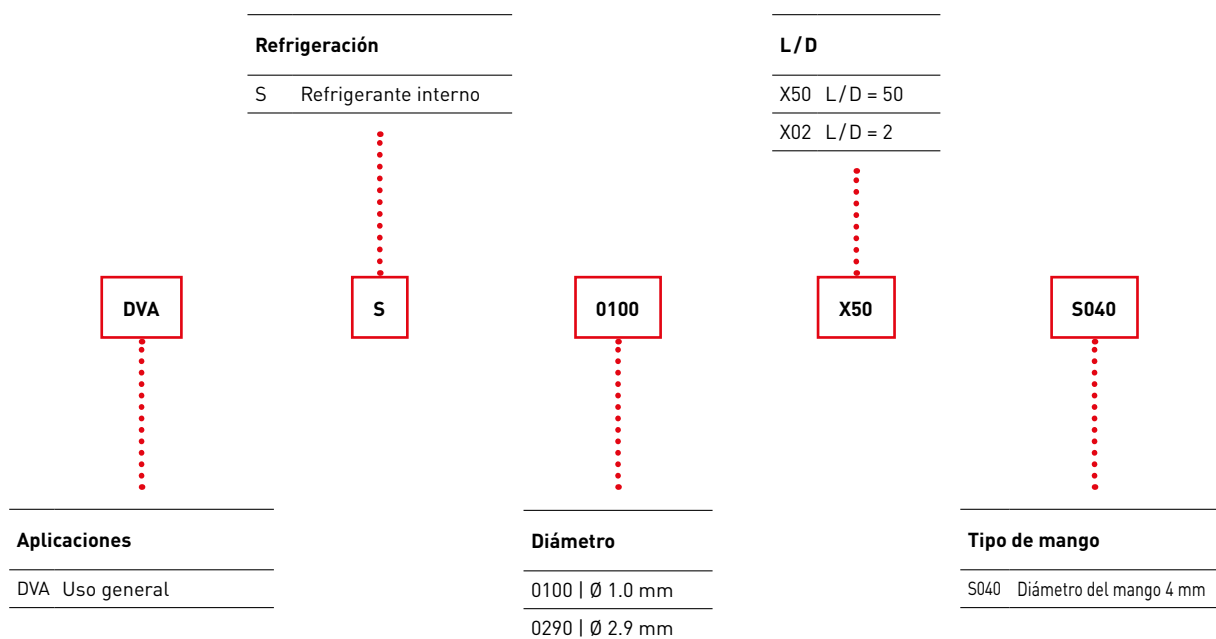 Refrigeración
S Refrigerante interno
L/D
X50 L/D = 50
X02 L/D = 2
DVA
S
0100
X50
S040
Aplicaciones
DVA Uso general
Diámetro
0100 | Ø 1.0 mm
0290 | Ø 2.9 mm
Tipo de mango
S040 Diámetro del mango 4 mm